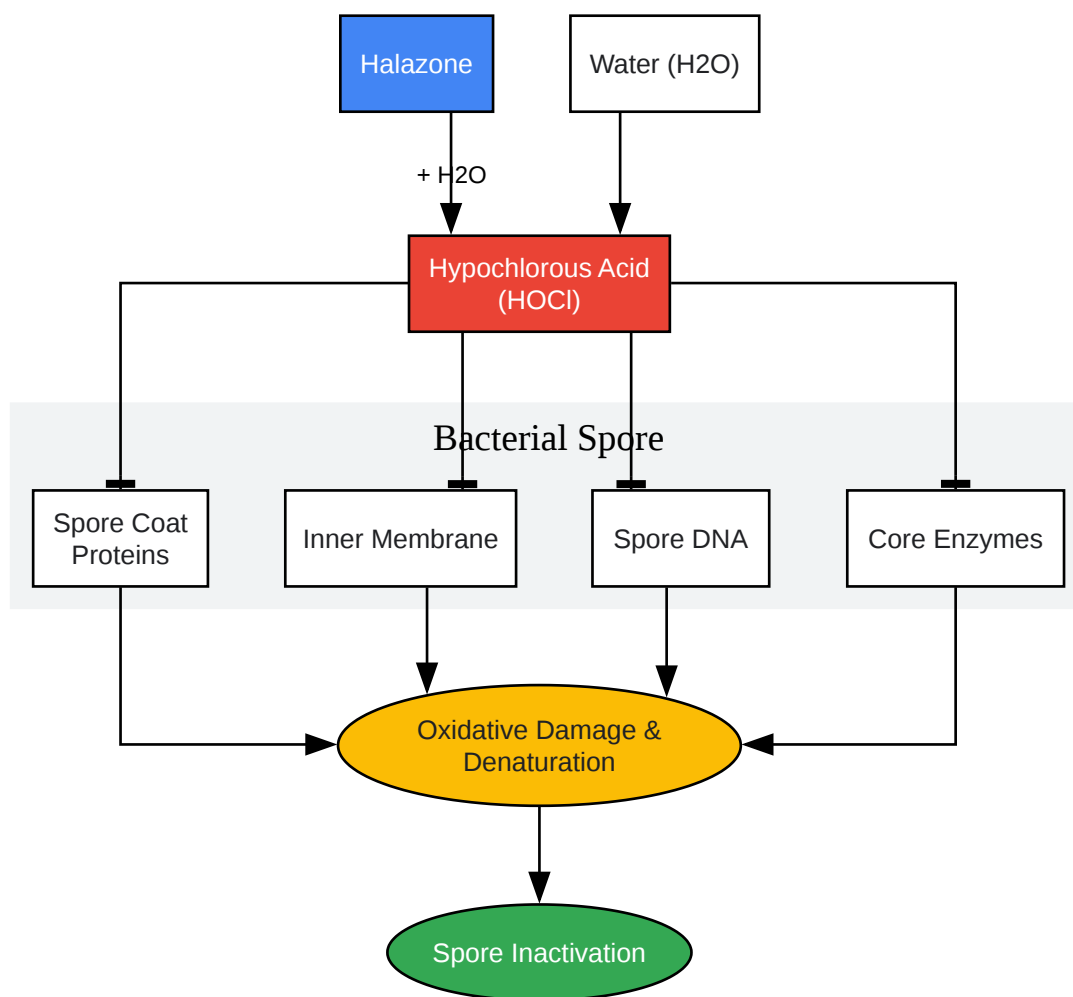 Halazone
Water (H2O)
+ H2O
Hypochlorous Acid
(HOCl)
Bacterial Spore
Spore Coat
Proteins
Inner Membrane
Spore DNA
Core Enzymes
Oxidative Damage &
Denaturation
Spore Inactivation